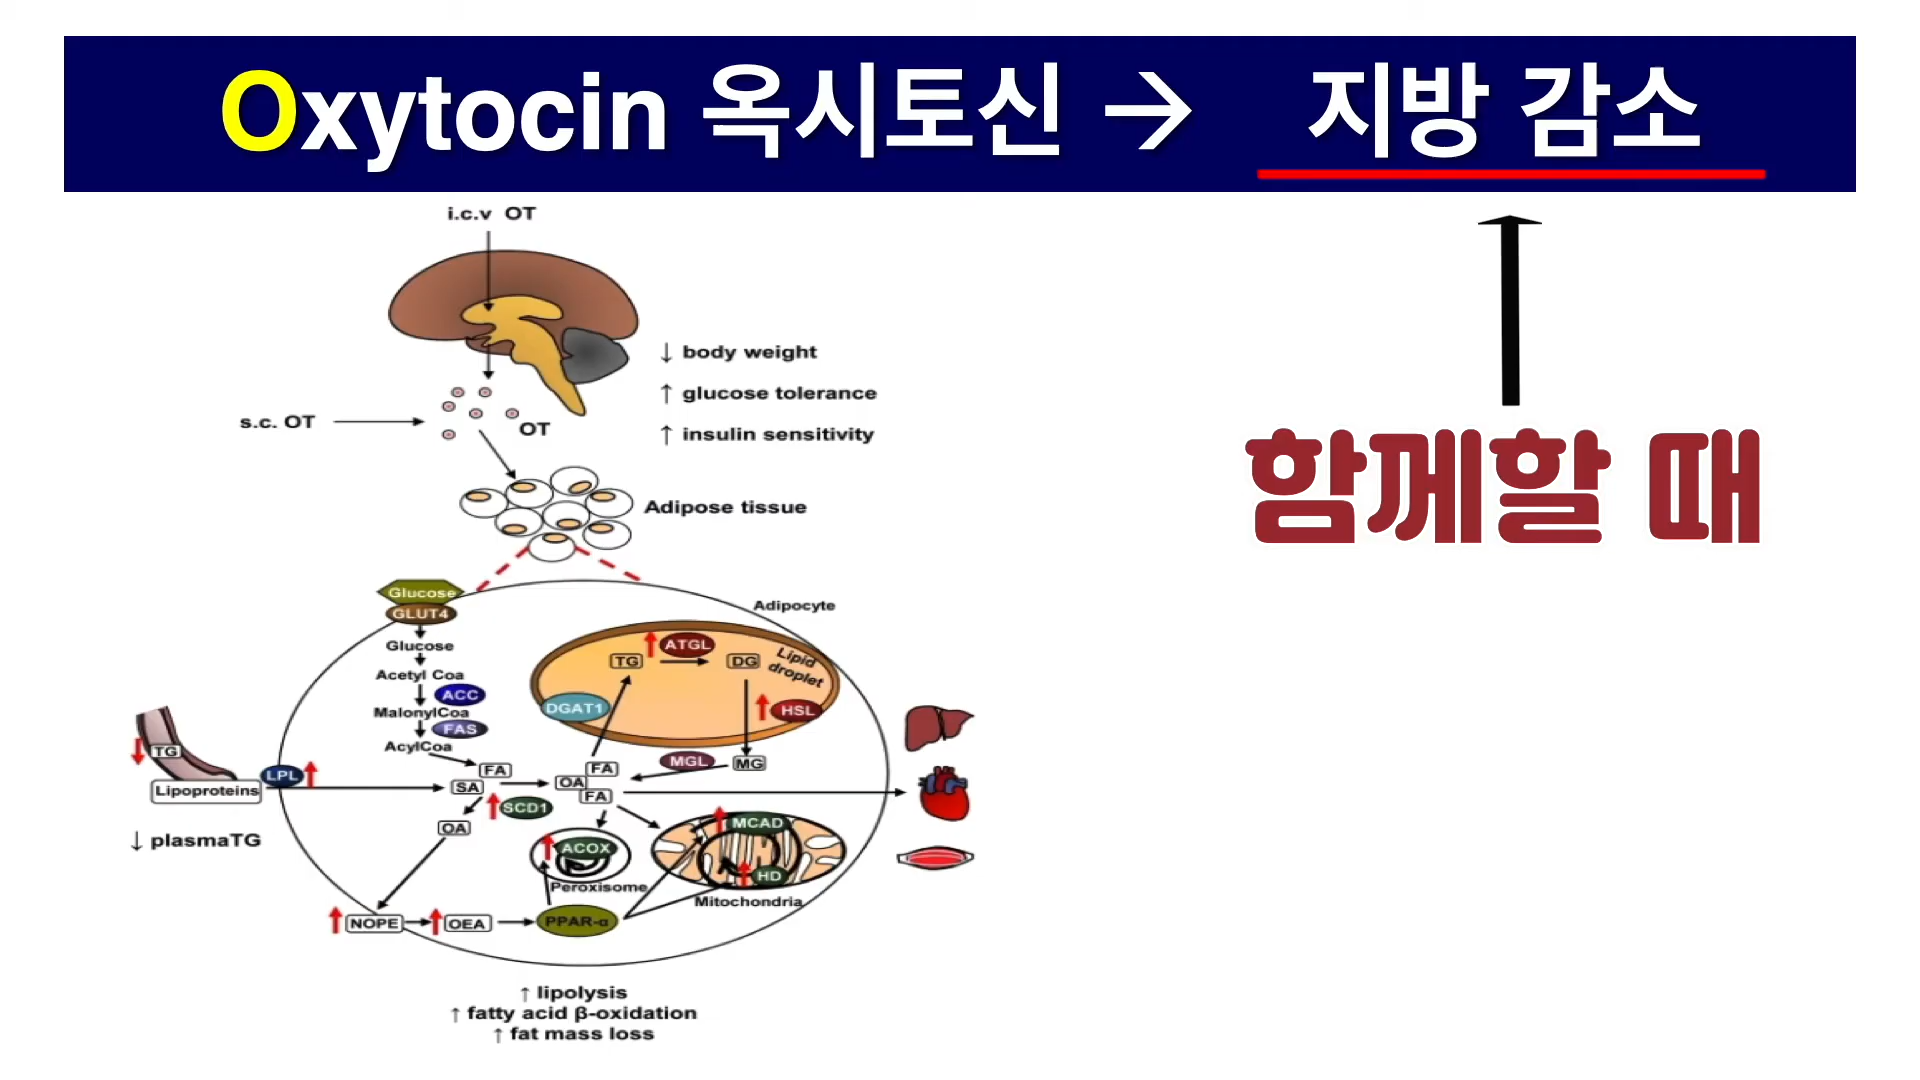 Oxytocin 옥시토신 → 지방 감소
i.c.v OT
↓ body weight
↑ glucose tolerance
↑ insulin sensitivity
s.c. OT
OT
Adipose tissue
함께할 때
Glucose
GLUT4
Adipocyte
Glucose
Acetyl Coa
ACC
MalonylCoa
FAS
AcylCoa
ATGL
TG
DG
Lipid
droplet
DGAT1
HSL
MGL
MG
TG
Lipoproteins
LPL
↓ plasmaTG
FA
SA
SCD1
OA
FA
OA
FA
MCAD
HD
Mitochondria
ACOX
Peroxisome
NOPE
OEA
PPAR-α
↑ lipolysis
↑ fatty acid β-oxidation
↑ fat mass loss